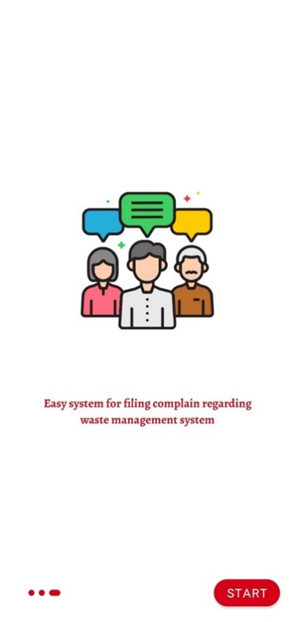 Easy system for filing complain regarding
waste management system
START